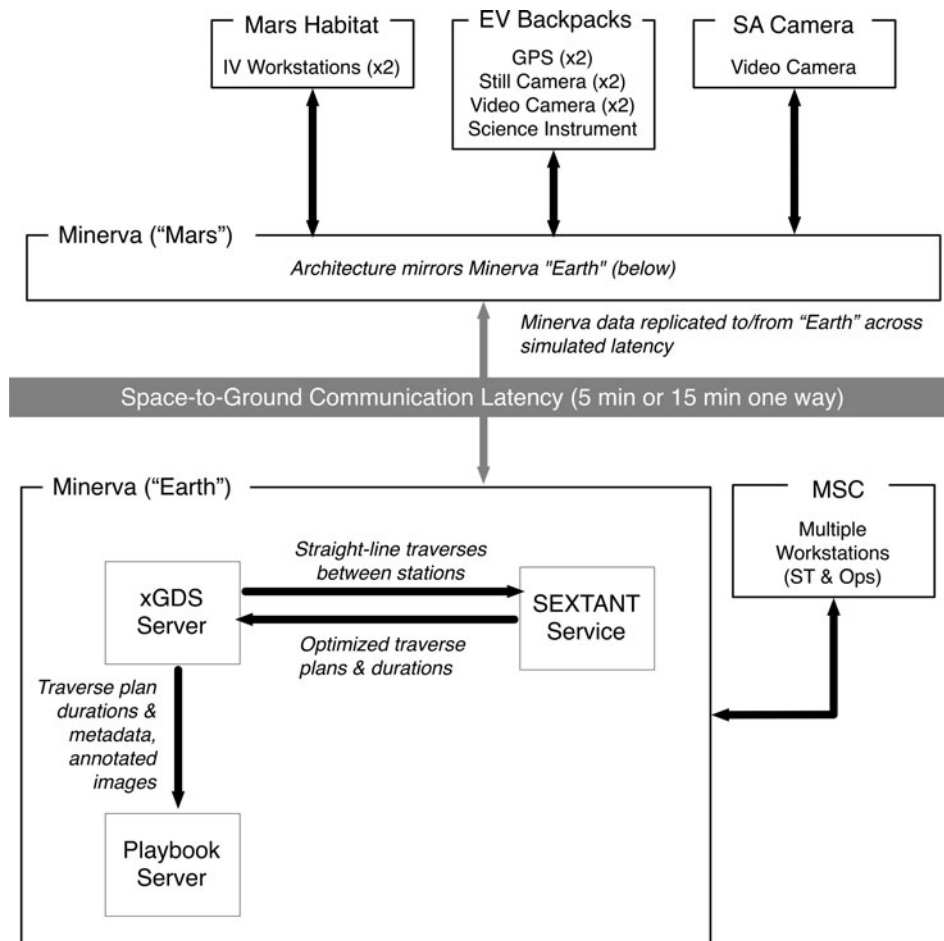 Mars Habitat
IV Workstations (x2)
EV Backpacks
GPS (x2)
Still Camera (x2)
Video Camera (x2)
Science Instrument
SA Camera
Video Camera
Minerva (“Mars”)
Architecture mirrors Minerva "Earth" (below)
Minerva data replicated to/from “Earth” across
simulated latency
Space-to-Ground Communication Latency (5 min or 15 min one way)
Minerva (“Earth”)
xGDS
Server
Straight-line traverses
between stations
SEXTANT
Service
Optimized traverse
plans & durations
Traverse plan
durations &
metadata,
annotated
images
Playbook
Server
MSC
Multiple
Workstations
(ST & Ops)